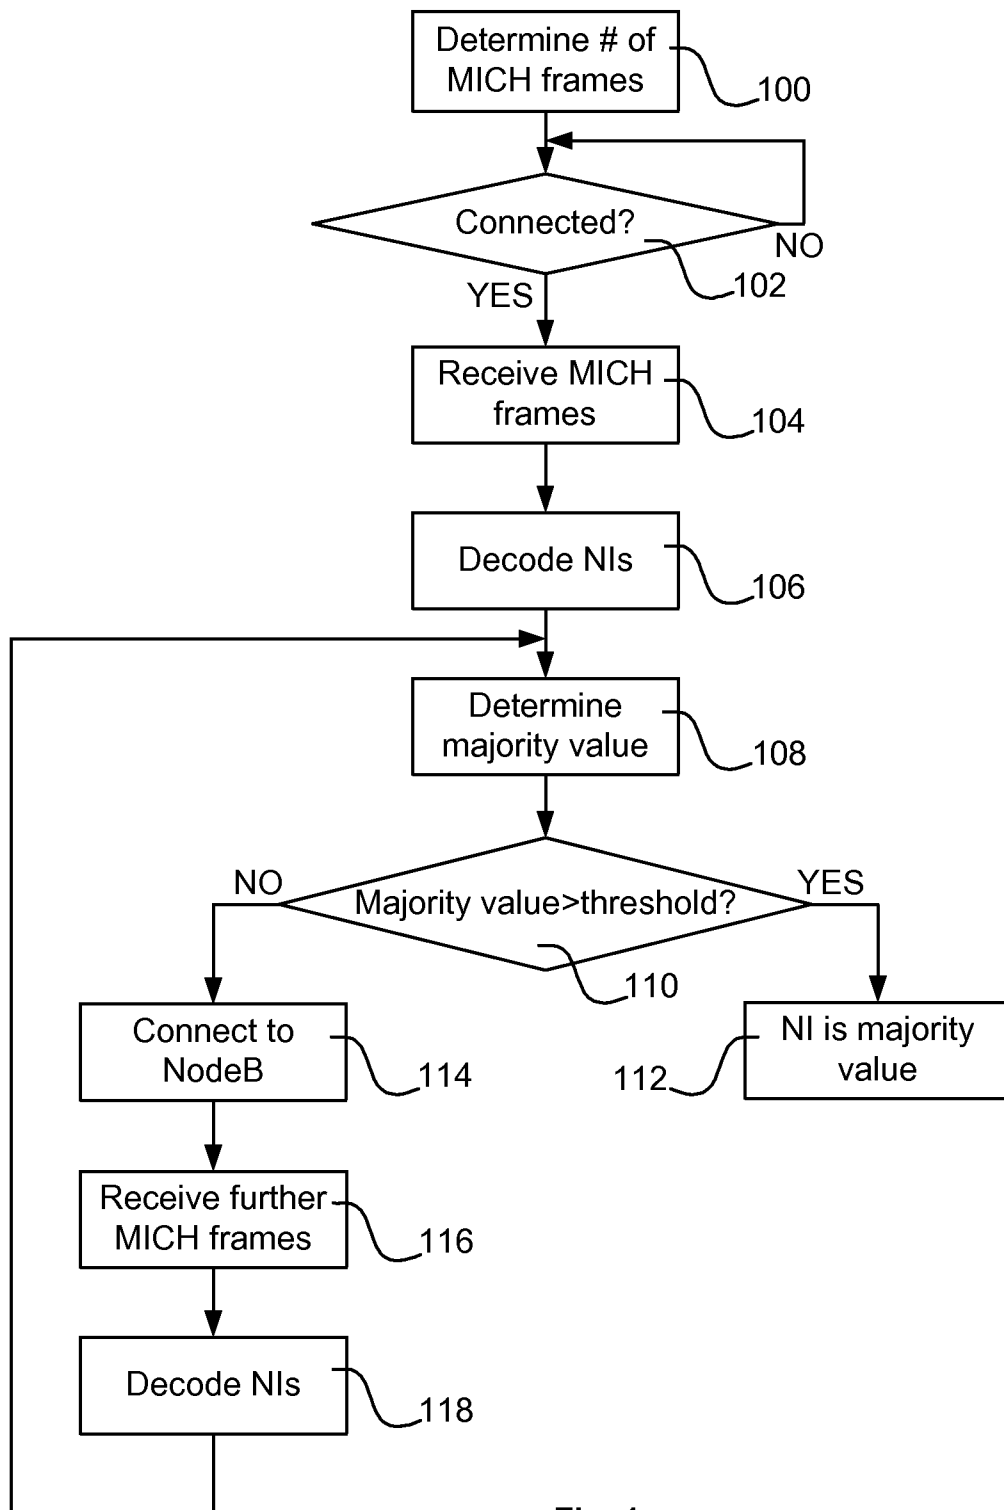 Determine # of
MICH frames
100
Connected?
NO
102
YES
Receive MICH
frames
104
Decode NIs
106
Determine
majority value
108
NO
YES
Majority value>threshold?
110
Connect to
NodeB
114
NI is majority
value
112
Receive further
MICH frames
116
Decode NIs
118